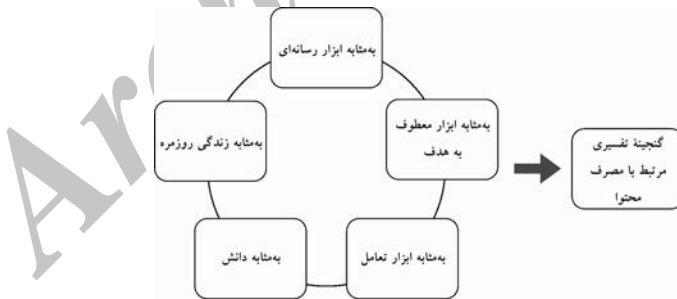 به‌مثابه ابزار رسانه‌ای
به‌مثابه ابزار معطوف
به هدف
گنجینهٔ تفسیری
مرتبط با مصرف
محتوا
به‌مثابه زندگی روزمره
به‌مثابه ابزار تعامل
به‌مثابه دانش